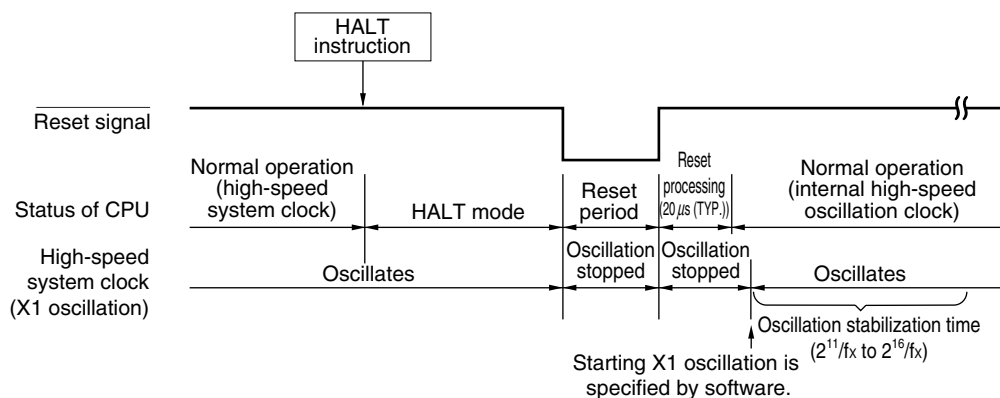 HALT
instruction
Reset signal
Normal operation
(high-speed
system clock)
Status of CPU
HALT mode
Reset
period
Reset
processing
(20 μs (TYP.))
Normal operation
(internal high-speed
oscillation clock)
High-speed
system clock
(X1 oscillation)
Oscillates
Oscillation
stopped
Oscillation
stopped
Oscillates
Oscillation stabilization time
(2¹¹/fX to 2¹⁶/fX)
Starting X1 oscillation is
specified by software.